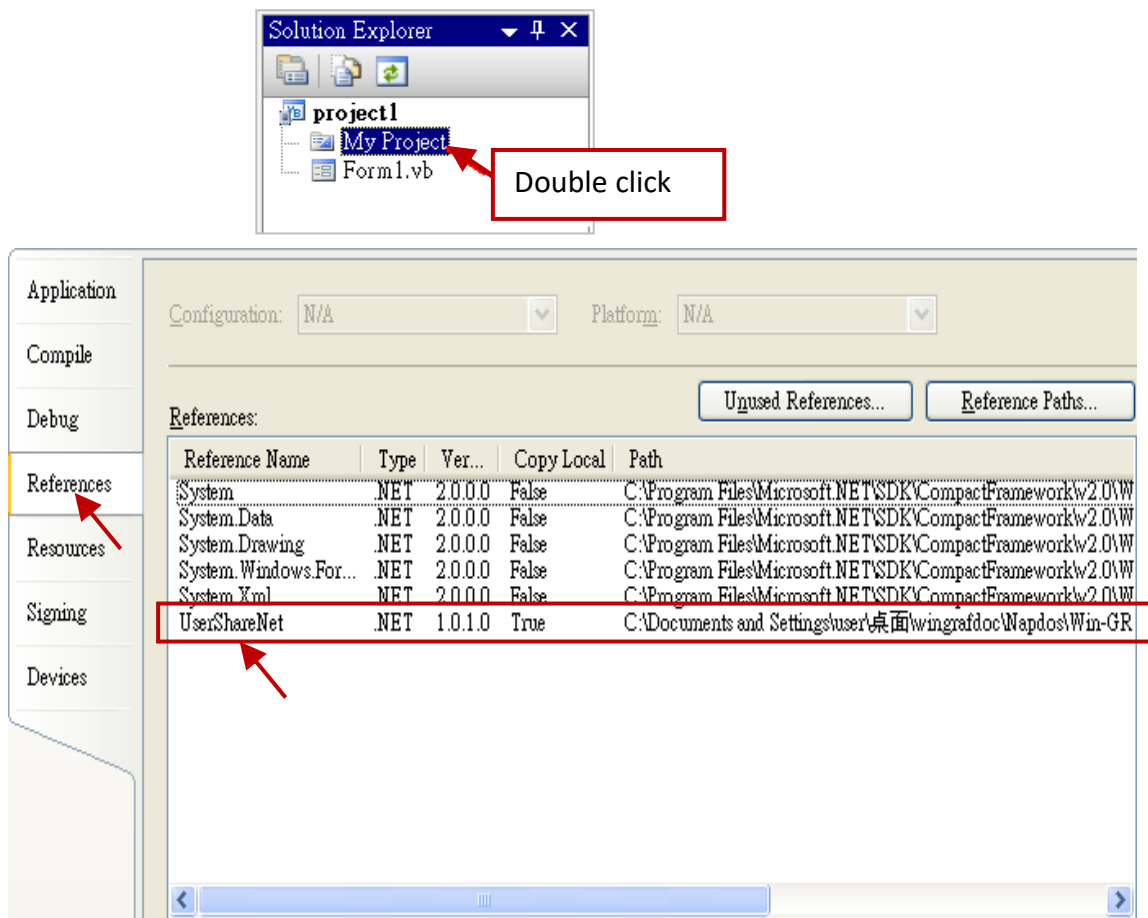 Solution Explorer
project1
My Project
Form1.vb
Double click
Application
Compile
Debug
References
Resources
Signing
Devices
Configuration: N/A Platform: N/A
Unused References... Reference Paths...
References:
Reference Name Type Ver... Copy Local Path
System .NET 2.0.0.0 False C:\Program Files\Microsoft.NET\SDK\CompactFramework\v2.0\W
System.Data .NET 2.0.0.0 False C:\Program Files\Microsoft.NET\SDK\CompactFramework\v2.0\W
System.Drawing .NET 2.0.0.0 False C:\Program Files\Microsoft.NET\SDK\CompactFramework\v2.0\W
System.Windows.For... .NET 2.0.0.0 False C:\Program Files\Microsoft.NET\SDK\CompactFramework\v2.0\W
System.Xml .NET 2.0.0.0 False C:\Program Files\Microsoft.NET\SDK\CompactFramework\v2.0\W
UserShareNet .NET 1.0.1.0 True C:\Documents and Settings\user\桌面\wingrafdoc\Napdos\Win-GR